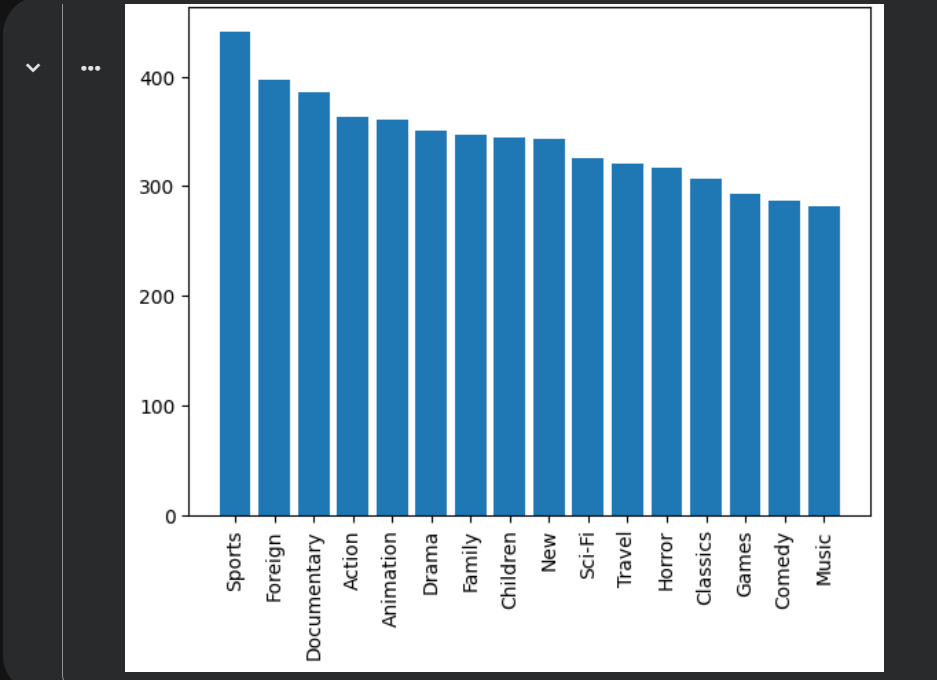 400
300
200
100
0
Sports
Foreign
Documentary
Action
Animation
Drama
Family
Children
New
Sci-Fi
Travel
Horror
Classics
Games
Comedy
Music